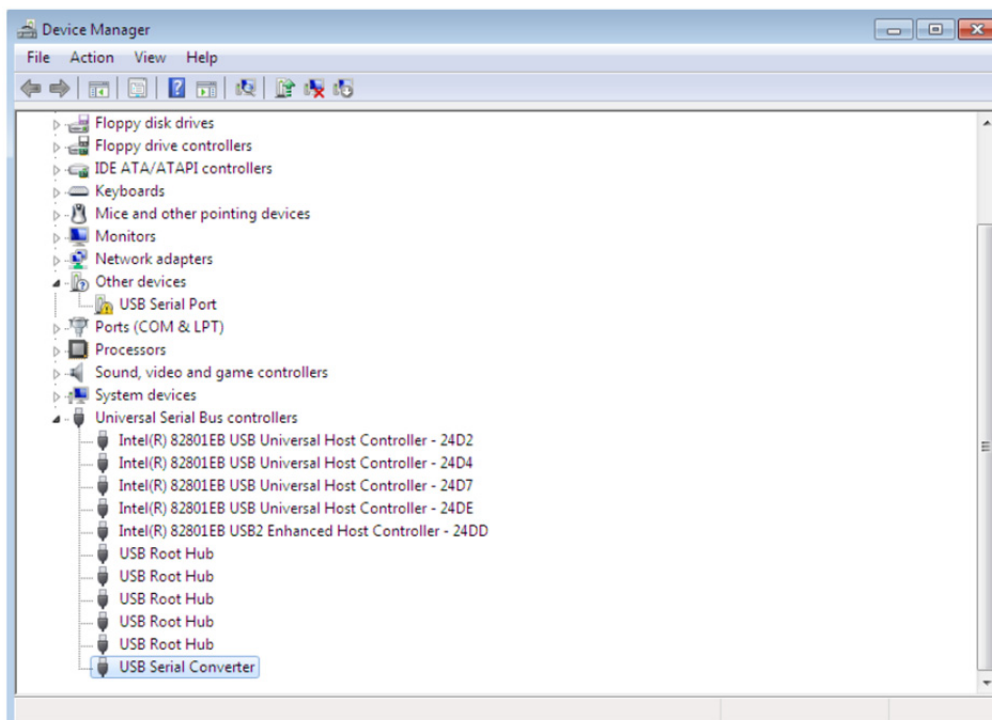 Device Manager
File Action View Help
Floppy disk drives
Floppy drive controllers
IDE ATA/ATAPI controllers
Keyboards
Mice and other pointing devices
Monitors
Network adapters
Other devices
USB Serial Port
Ports (COM & LPT)
Processors
Sound, video and game controllers
System devices
Universal Serial Bus controllers
Intel(R) 82801EB USB Universal Host Controller - 24D2
Intel(R) 82801EB USB Universal Host Controller - 24D4
Intel(R) 82801EB USB Universal Host Controller - 24D7
Intel(R) 82801EB USB Universal Host Controller - 24DE
Intel(R) 82801EB USB2 Enhanced Host Controller - 24DD
USB Root Hub
USB Root Hub
USB Root Hub
USB Root Hub
USB Root Hub
USB Serial Converter